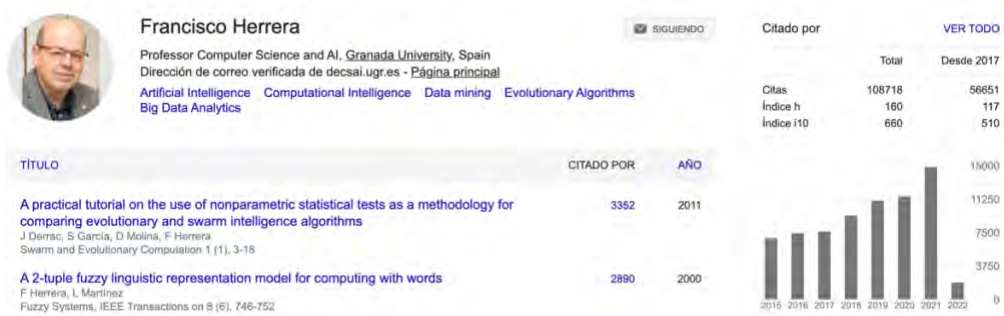 Francisco Herrera
SIGUIENDO
Professor Computer Science and AI, Granada University, Spain
Dirección de correo verificada de decsai.ugr.es - Página principal
Artificial Intelligence Computational Intelligence Data mining Evolutionary Algorithms
Big Data Analytics
TÍTULO CITADO POR AÑO
A practical tutorial on the use of nonparametric statistical tests as a methodology for 3352 2011
comparing evolutionary and swarm intelligence algorithms
J Derrac, S García, D Molina, F Herrera
Swarm and Evolutionary Computation 1 (1), 3-18
A 2-tuple fuzzy linguistic representation model for computing with words 2890 2000
F Herrera, L Martínez
Fuzzy Systems, IEEE Transactions on 8 (6), 746-752
Citado por VER TODO
Total Desde 2017
Citas 108718 56651
Índice h 160 117
Índice i10 660 510
15000
11250
7500
3750
0
2015 2016 2017 2018 2019 2020 2021 2022